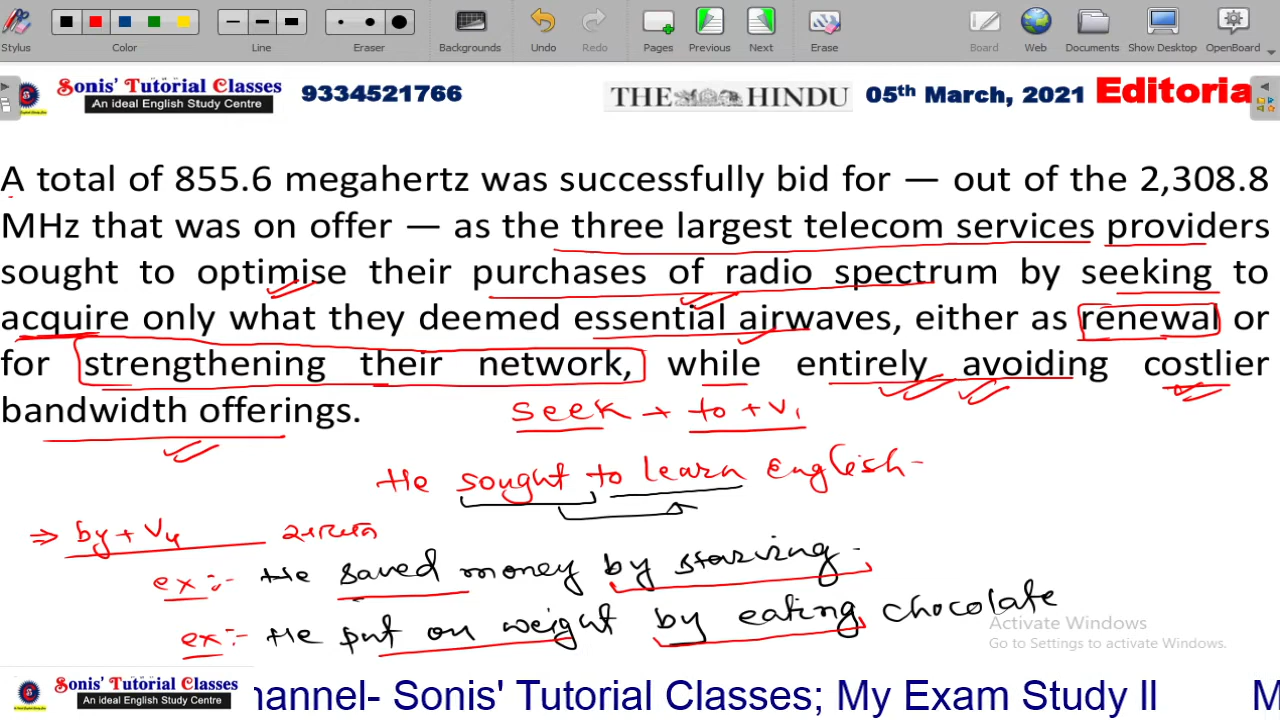 Stylus Color Line Eraser Backgrounds Undo Redo Pages Previous Next Erase Board Web Documents Show Desktop OpenBoard
Sonis' Tutorial Classes
An ideal English Study Centre
9334521766
THE HINDU
05th March, 2021
Editoria
A total of 855.6 megahertz was successfully bid for — out of the 2,308.8
MHz that was on offer — as the three largest telecom services providers
sought to optimise their purchases of radio spectrum by seeking to
acquire only what they deemed essential airwaves, either as renewal or
for strengthening their network, while entirely avoiding costlier
bandwidth offerings.
seek + to + V1
He sought to learn English-
⇒ by + V4
ex:- He saved money by starving.
ex:- He put on weight by eating chocolate
Activate Windows
Go to Settings to activate Windows.
Sonis' Tutorial Classes
An ideal English Study Centre
hannel- Sonis' Tutorial Classes; My Exam Study ll M